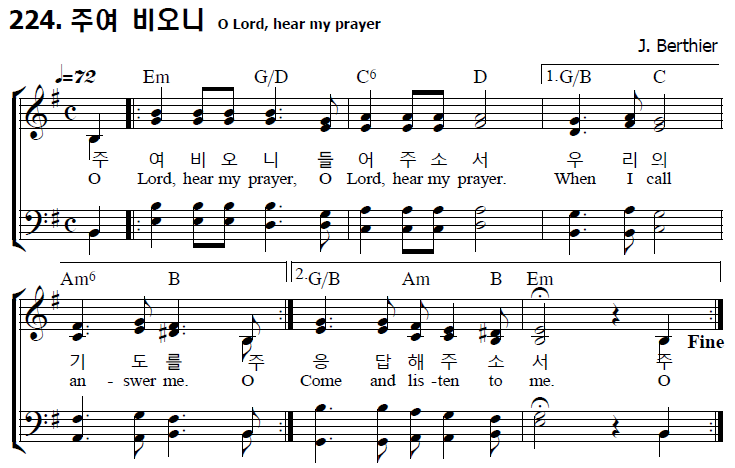 224. 주여 비오니 O Lord, hear my prayer
J. Berthier
♩=72 Em G/D C6 D 1.G/B C
주 여 비 오 니 들 어 주 소 서 우 리 의
O Lord, hear my prayer, O Lord, hear my prayer. When I call
Am6 B 2.G/B Am B Em
Fine
기 도 를 주 응 답 해 주 소 서 주
an - swer me. O Come and lis -ten to me. O